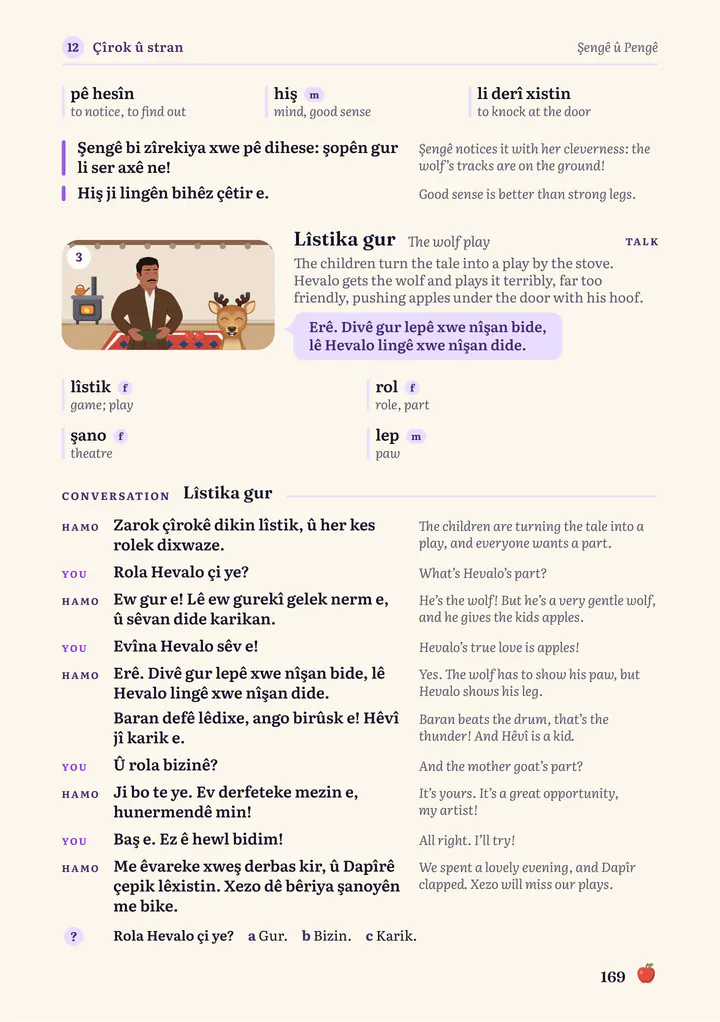 12 Çîrok û stran
Şengê û Pengê
pê hesîn
to notice, to find out
hiş m
mind, good sense
li derî xistin
to knock at the door
Şengê bi zîrekiya xwe pê dihese: şopên gur
li ser axê ne!
Şengê notices it with her cleverness: the
wolf's tracks are on the ground!
Hiş ji lingên bihêz çêtir e.
Good sense is better than strong legs.
3
Lîstika gur The wolf play
TALK
The children turn the tale into a play by the stove.
Hevalo gets the wolf and plays it terribly, far too
friendly, pushing apples under the door with his hoof.
Erê. Divê gur lepê xwe nîşan bide,
lê Hevalo lingê xwe nîşan dide.
lîstik f
game; play
rol f
role, part
şano f
theatre
lep m
paw
CONVERSATION Lîstika gur
HAMO Zarok çîrokê dikin lîstik, û her kes
rolek dixwaze.
The children are turning the tale into a
play, and everyone wants a part.
YOU Rola Hevalo çi ye?
What's Hevalo's part?
HAMO Ew gur e! Lê ew gurekî gelek nerm e,
û sêvan dide karikan.
He's the wolf! But he's a very gentle wolf,
and he gives the kids apples.
YOU Evîna Hevalo sêv e!
Hevalo's true love is apples!
HAMO Erê. Divê gur lepê xwe nîşan bide, lê
Hevalo lingê xwe nîşan dide.
Yes. The wolf has to show his paw, but
Hevalo shows his leg.
Baran defê lêdixe, ango birûsk e! Hêvî
jî karik e.
Baran beats the drum, that's the
thunder! And Hêvî is a kid.
YOU Û rola bizinê?
And the mother goat's part?
HAMO Ji bo te ye. Ev derfeteke mezin e,
hunermendê min!
It's yours. It's a great opportunity,
my artist!
YOU Baş e. Ez ê hewl bidim!
All right. I'll try!
HAMO Me êvareke xweş derbas kir, û Dapîrê
çepik lêxistin. Xezo dê bêriya şanoyên
me bike.
We spent a lovely evening, and Dapîr
clapped. Xezo will miss our plays.
? Rola Hevalo çi ye? a Gur. b Bizin. c Karik.
169